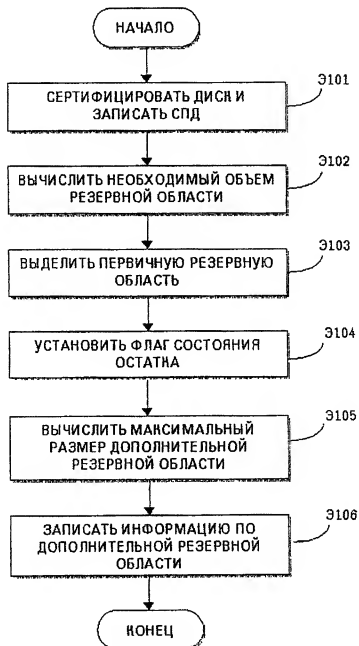 НАЧАЛО
Э101
СЕРТИФИЦИРОВАТЬ ДИСК И
ЗАПИСАТЬ СПД
Э102
ВЫЧИСЛИТЬ НЕОБХОДИМЫЙ ОБЪЕМ
РЕЗЕРВНОЙ ОБЛАСТИ
Э103
ВЫДЕЛИТЬ ПЕРВИЧНУЮ РЕЗЕРВНУЮ
ОБЛАСТЬ
Э104
УСТАНОВИТЬ ФЛАГ СОСТОЯНИЯ
ОСТАТКА
Э105
ВЫЧИСЛИТЬ МАКСИМАЛЬНЫЙ
РАЗМЕР ДОПОЛНИТЕЛЬНОЙ
РЕЗЕРВНОЙ ОБЛАСТИ
Э106
ЗАПИСАТЬ ИНФОРМАЦИЮ ПО
ДОПОЛНИТЕЛЬНОЙ РЕЗЕРВНОЙ
ОБЛАСТИ
КОНЕЦ